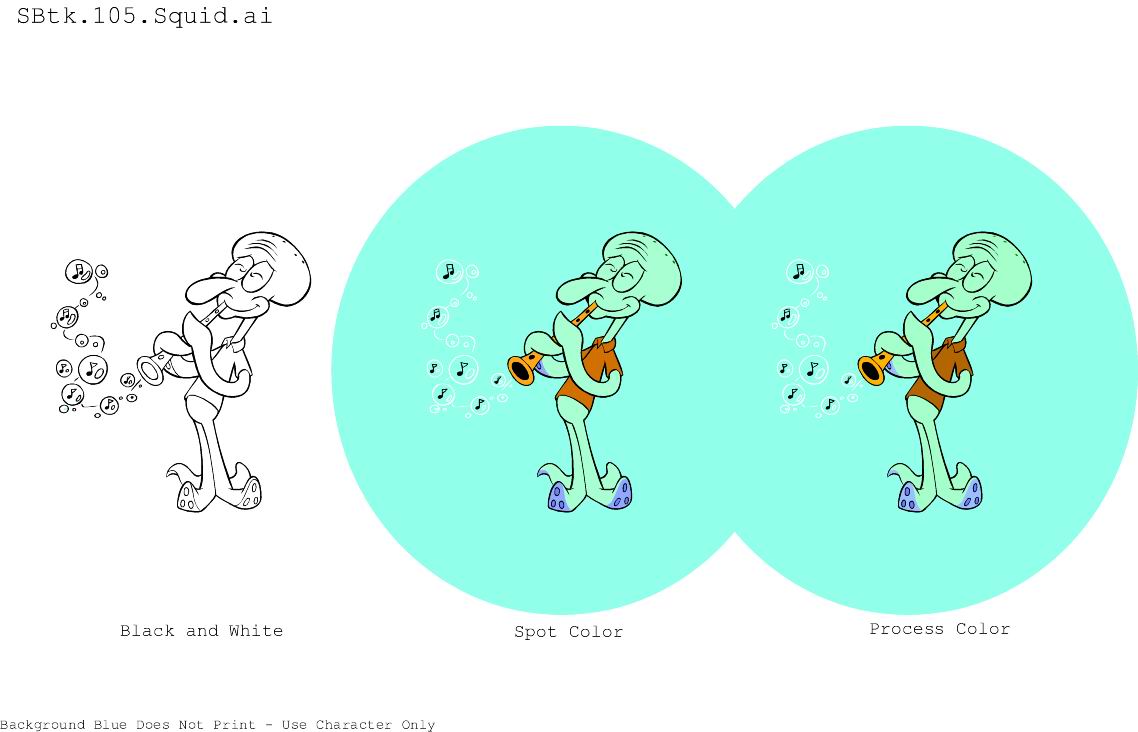 SBtk.105.Squid.ai
Black and White
Spot Color
Process Color
Background Blue Does Not Print - Use Character Only